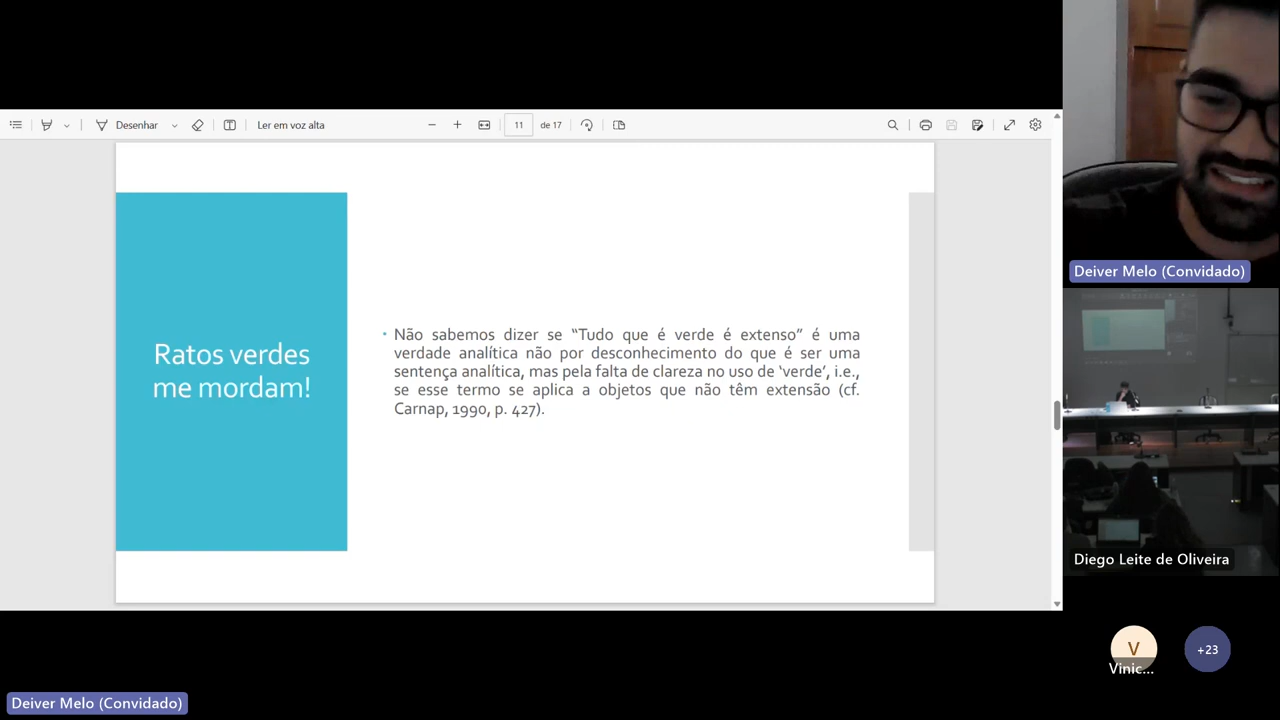 Desenhar
Ler em voz alta
11
de 17
Ratos verdes
me mordam!
• Não sabemos dizer se “Tudo que é verde é extenso” é uma
verdade analítica não por desconhecimento do que é ser uma
sentença analítica, mas pela falta de clareza no uso de ‘verde’, i.e.,
se esse termo se aplica a objetos que não têm extensão (cf.
Carnap, 1990, p. 427).
Deiver Melo (Convidado)
Diego Leite de Oliveira
V
Vinic...
+23
Deiver Melo (Convidado)